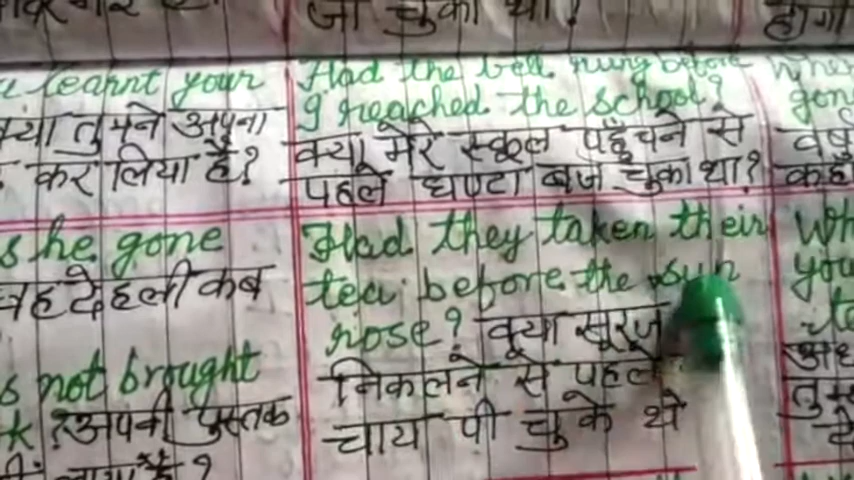 जा चुका था!
learnt your
क्या तुमने अपना
कर लिया है?
Had the bell rung before
I reached the school?
क्या मेरे स्कूल पहुँचने से
पहले घण्टा बज चुका था?
he gone
वह देहली कब
not brought
? अपनी पुस्तक
Had they taken their
tea before the sun
rose? क्या सूरज
निकलने से पहले
चाय पी चुके थे